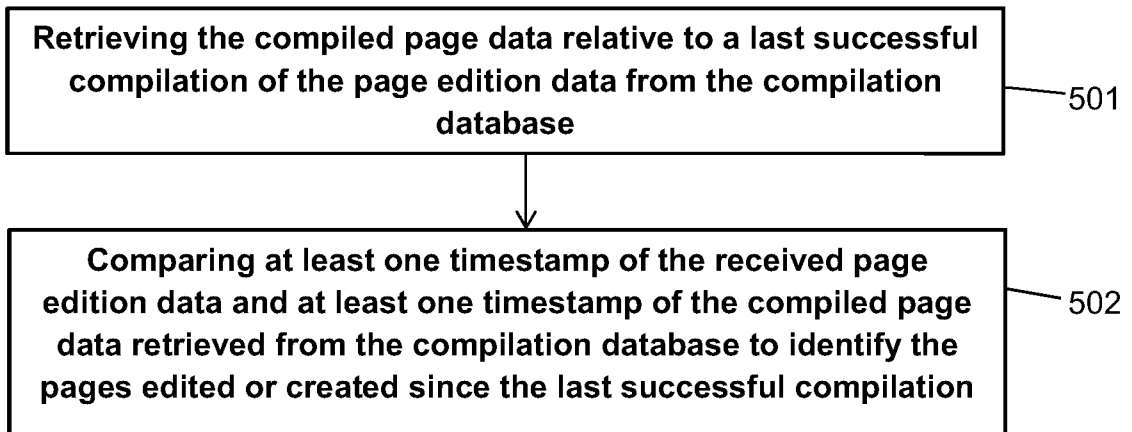 Retrieving the compiled page data relative to a last successful
compilation of the page edition data from the compilation
database
501
Comparing at least one timestamp of the received page
edition data and at least one timestamp of the compiled page
data retrieved from the compilation database to identify the
pages edited or created since the last successful compilation
502